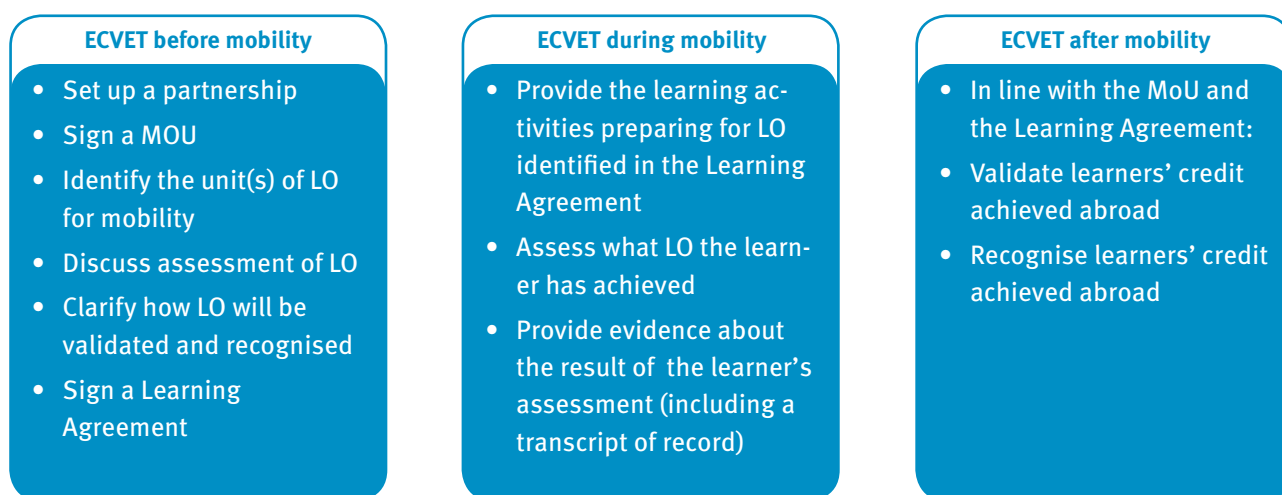 ECVET before mobility
• Set up a partnership
• Sign a MOU
• Identify the unit(s) of LO
for mobility
• Discuss assessment of LO
• Clarify how LO will be
validated and recognised
• Sign a Learning
Agreement
ECVET during mobility
• Provide the learning ac-
tivities preparing for LO
identified in the Learning
Agreement
• Assess what LO the learn-
er has achieved
• Provide evidence about
the result of the learner’s
assessment (including a
transcript of record)
ECVET after mobility
• In line with the MoU and
the Learning Agreement:
• Validate learners’ credit
achieved abroad
• Recognise learners’ credit
achieved abroad